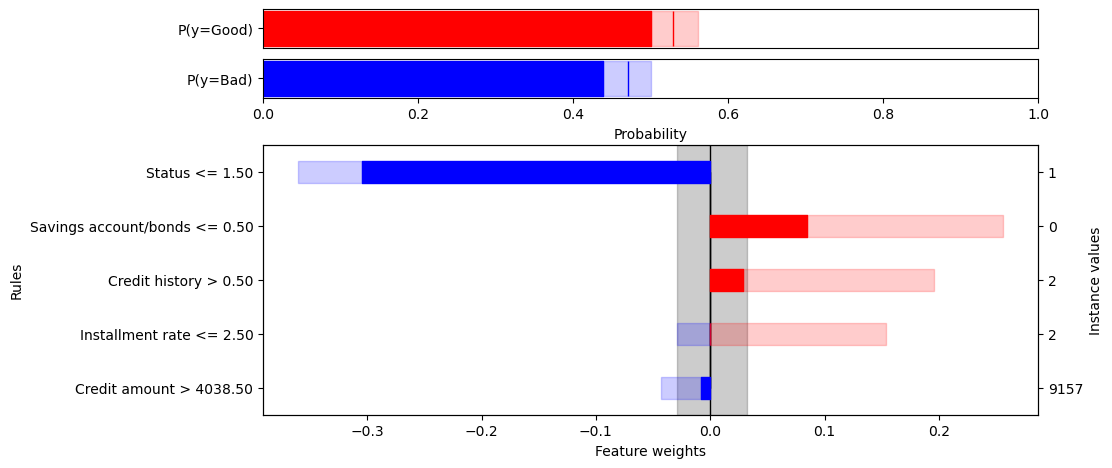 P(y=Good)
P(y=Bad)
0.0 0.2 0.4 0.6 0.8 1.0
Probability
Status <= 1.50 1
Savings account/bonds <= 0.50 0
Credit history > 0.50 2
Installment rate <= 2.50 2
Credit amount > 4038.50 9157
Rules
Instance values
−0.3 −0.2 −0.1 0.0 0.1 0.2
Feature weights